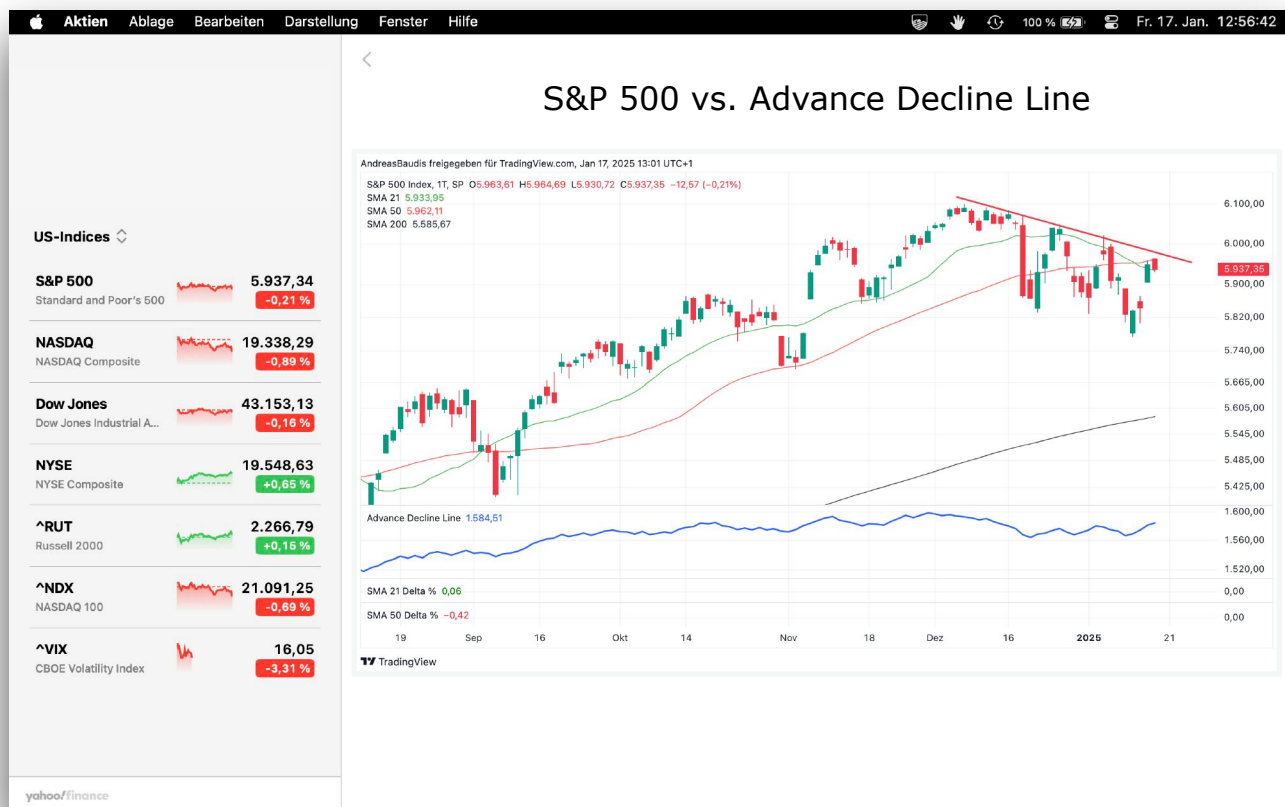 Aktien Ablage Bearbeiten Darstellung Fenster Hilfe 100 % Fr. 17. Jan. 12:56:42
S&P 500 vs. Advance Decline Line
US-Indices
S&P 500 5.937,34
Standard and Poor's 500 -0,21 %
NASDAQ 19.338,29
NASDAQ Composite -0,89 %
Dow Jones 43.153,13
Dow Jones Industrial A... -0,16 %
NYSE 19.548,63
NYSE Composite +0,65 %
^RUT 2.266,79
Russell 2000 +0,15 %
^NDX 21.091,25
NASDAQ 100 -0,69 %
^VIX 16,05
CBOE Volatility Index -3,31 %
yahoo!finance
AndreasBaudis freigegeben für TradingView.com, Jan 17, 2025 13:01 UTC+1
S&P 500 Index, 1T, SP O5.963,61 H5.964,69 L5.930,72 C5.937,35 −12,57 (−0,21%)
SMA 21 5.933,95
SMA 50 5.962,11
SMA 200 5.585,67
6.100,00
6.000,00
5.937,35
5.900,00
5.820,00
5.740,00
5.665,00
5.605,00
5.545,00
5.485,00
5.425,00
Advance Decline Line 1.584,51
1.600,00
1.560,00
1.520,00
SMA 21 Delta % 0,06 0,00
SMA 50 Delta % −0,42 0,00
19 Sep 16 Okt 14 Nov 18 Dez 16 2025 21
TradingView